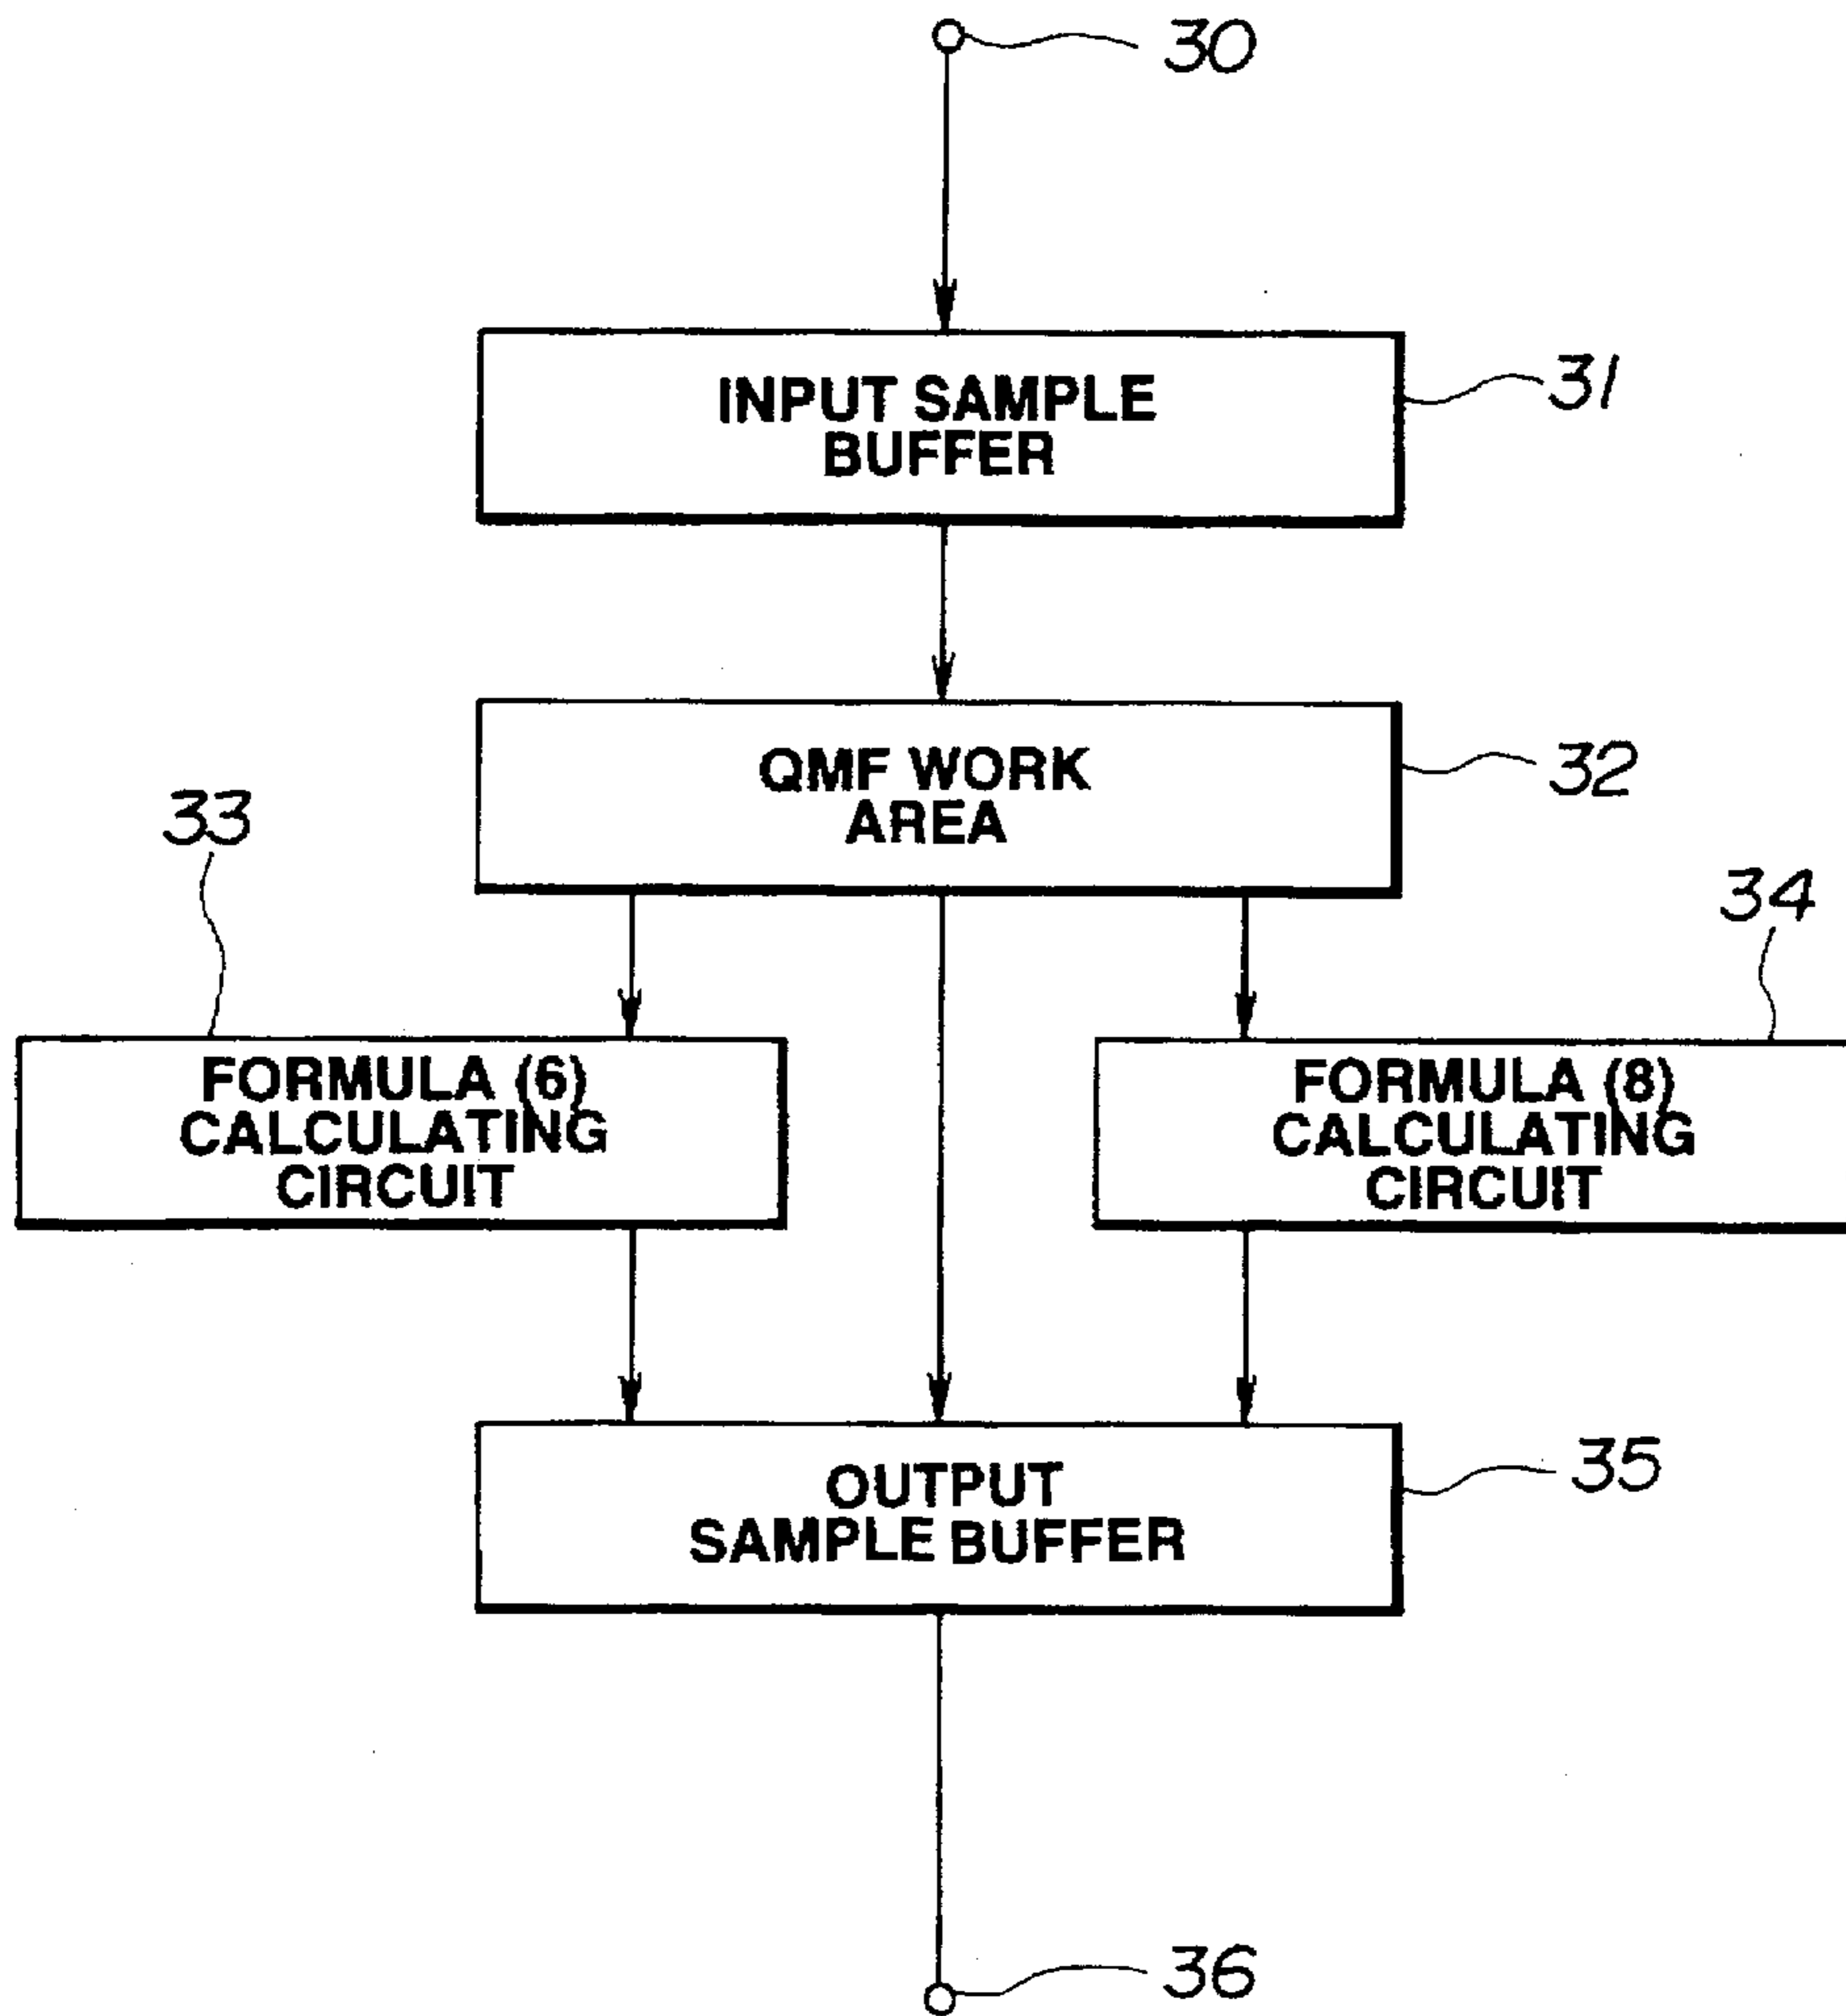 30
INPUT SAMPLE
BUFFER
31
QMF WORK
AREA
32
33
34
FORMULA (6)
CALCULATING
CIRCUIT
FORMULA (8)
CALCULATING
CIRCUIT
OUTPUT
SAMPLE BUFFER
35
36